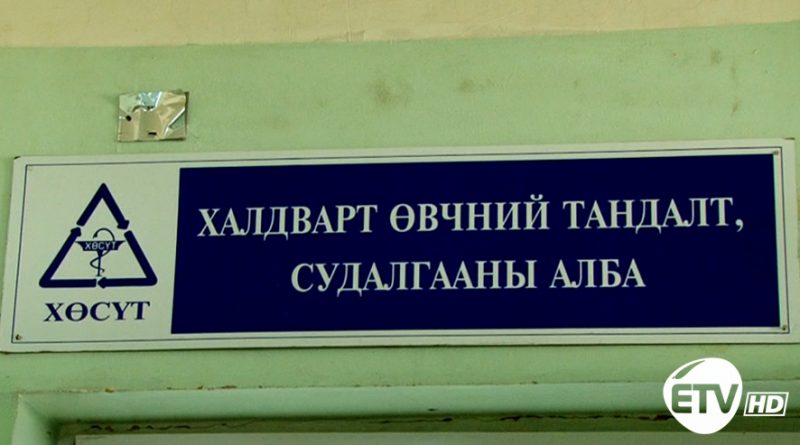 ХӨСҮТ
ХӨСҮТ
ХАЛДВАРТ ӨВЧНИЙ ТАНДАЛТ,
СУДАЛГААНЫ АЛБА
ETV HD